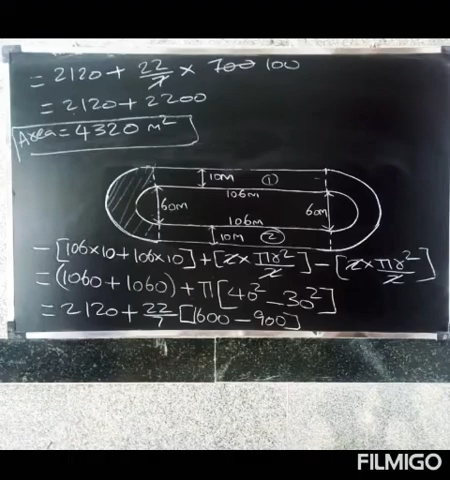 = 2120 + 22/7 × 700 100
= 2120 + 2200
Area = 4320 m²
10m ①
106m
60m 60m
106m
10m ②
- [106×10 + 106×10] + [2 × πr²/2] - [2 × πr²/2]
= (1060 + 1060) + π[40² - 30²]
= 2120 + 22/7 [1600 - 900]
FILMIGO